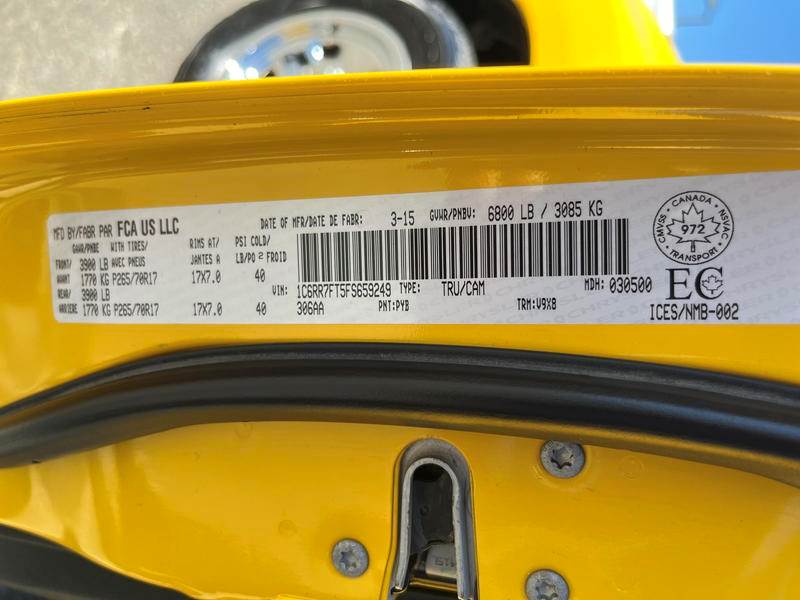 MFD BY/FABR PAR FCA US LLC
DATE OF MFR/DATE DE FABR: 3-15 GVWR/PNBV: 6800 LB / 3085 KG
GAWR/PNBE WITH TIRES/ RIMS AT/ PSI COLD/
FRONT/ 3900 LB AVEC PNEUS JANTES A LB/PO 2 FROID
AVANT 1770 KG P265/70R17 17X7.0 40
REAR/ 3900 LB
ARRIERE 1770 KG P265/70R17 17X7.0 40
VIN: 1C6RR7FT5FS659249 TYPE: TRU/CAM MDH: 030500
306AA PNT:PYB TRM:V9X8
CANADA
CMVSS NSVAC
972
TRANSPORT
EC
ICES/NMB-002